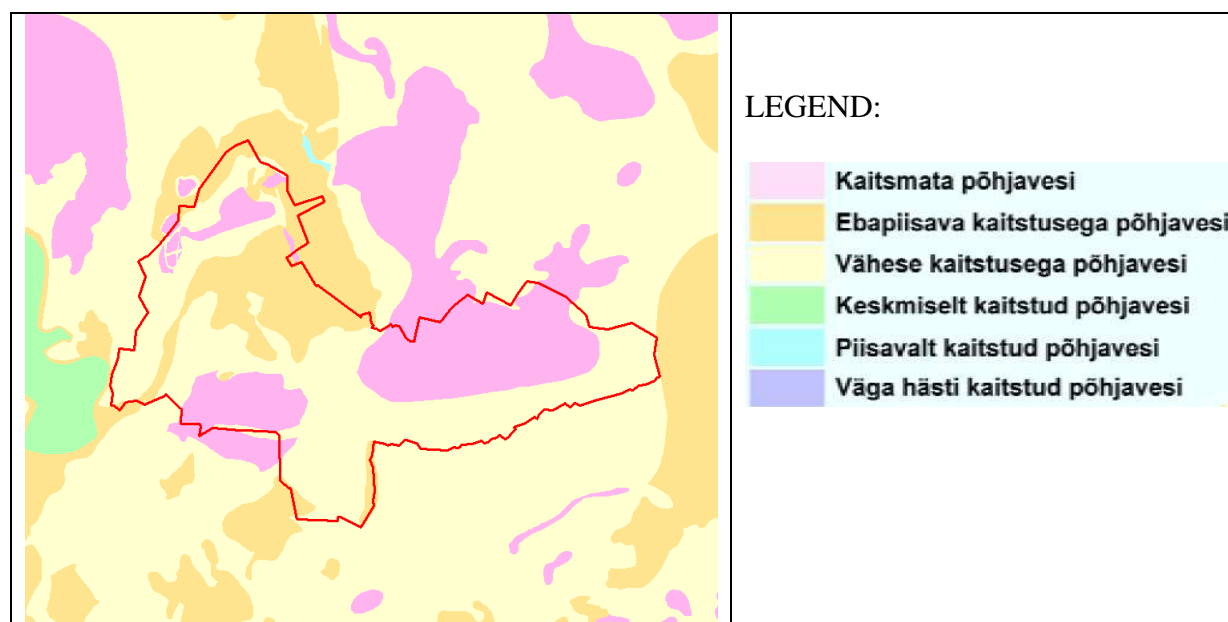 LEGEND:
Kaitsmata põhjavesi
Ebapiisava kaitstusega põhjavesi
Vähese kaitstusega põhjavesi
Keskmiselt kaitstud põhjavesi
Piisavalt kaitstud põhjavesi
Väga hästi kaitstud põhjavesi